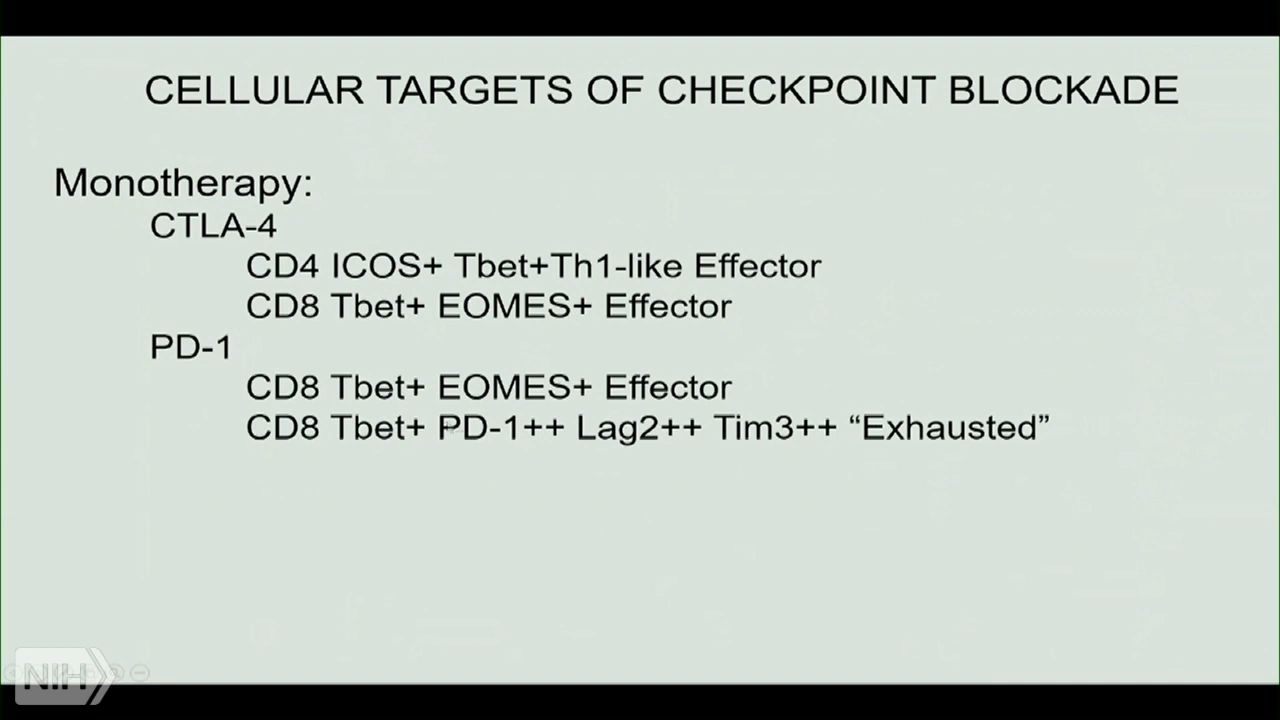 CELLULAR TARGETS OF CHECKPOINT BLOCKADE
Monotherapy:
CTLA-4
CD4 ICOS+ Tbet+Th1-like Effector
CD8 Tbet+ EOMES+ Effector
PD-1
CD8 Tbet+ EOMES+ Effector
CD8 Tbet+ PD-1++ Lag2++ Tim3++ “Exhausted”
NIH